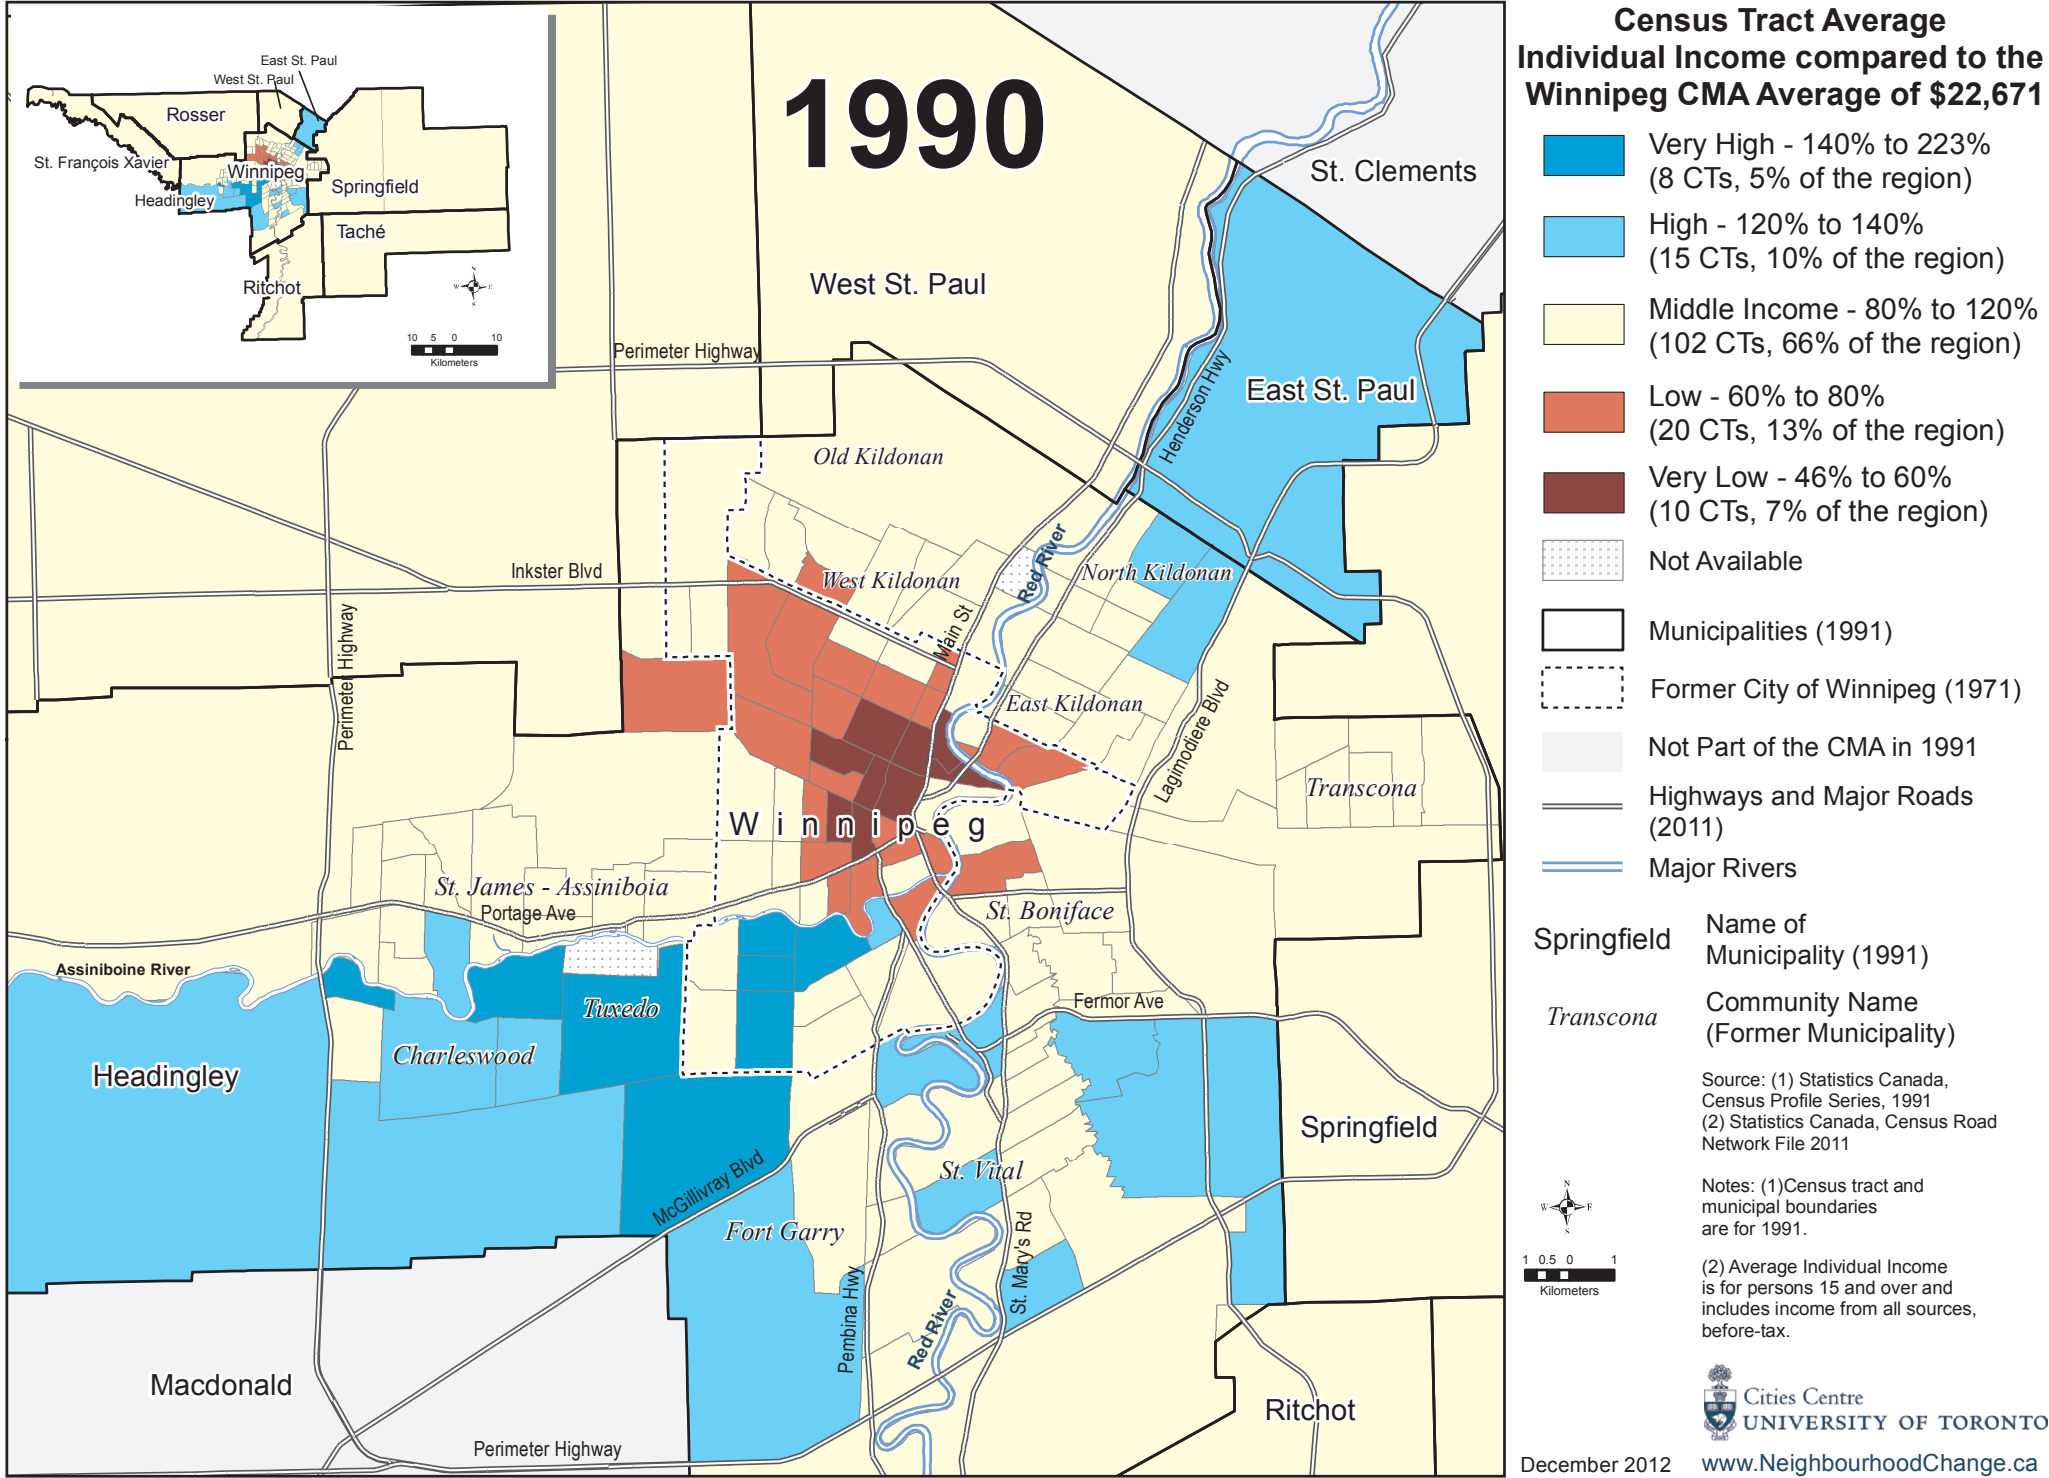 1990
East St. Paul
West St. Paul
Rosser
St. François Xavier
Winnipeg
Springfield
Headingley
Taché
Ritchot
N
W
E
S
10 5 0 10
Kilometers
St. Clements
West St. Paul
Perimeter Highway
Henderson Hwy
East St. Paul
Old Kildonan
Inkster Blvd
West Kildonan
Red River
North Kildonan
Main St
Perimeter Highway
East Kildonan
Lagimodiere Blvd
Transcona
Winnipeg
St. James - Assiniboia
Portage Ave
St. Boniface
Assiniboine River
Tuxedo
Fermor Ave
Charleswood
Headingley
Springfield
McGillivray Blvd
St. Vital
Fort Garry
St. Mary's Rd
Pembina Hwy
Red River
Macdonald
Ritchot
Perimeter Highway
Census Tract Average
Individual Income compared to the
Winnipeg CMA Average of $22,671
Very High - 140% to 223%
(8 CTs, 5% of the region)
High - 120% to 140%
(15 CTs, 10% of the region)
Middle Income - 80% to 120%
(102 CTs, 66% of the region)
Low - 60% to 80%
(20 CTs, 13% of the region)
Very Low - 46% to 60%
(10 CTs, 7% of the region)
Not Available
Municipalities (1991)
Former City of Winnipeg (1971)
Not Part of the CMA in 1991
Highways and Major Roads
(2011)
Major Rivers
Springfield
Name of
Municipality (1991)
Transcona
Community Name
(Former Municipality)
Source: (1) Statistics Canada,
Census Profile Series, 1991
(2) Statistics Canada, Census Road
Network File 2011
Notes: (1)Census tract and
municipal boundaries
are for 1991.
(2) Average Individual Income
is for persons 15 and over and
includes income from all sources,
before-tax.
N
W
E
S
1 0.5 0 1
Kilometers
Cities Centre
UNIVERSITY OF TORONTO
December 2012
www.NeighbourhoodChange.ca